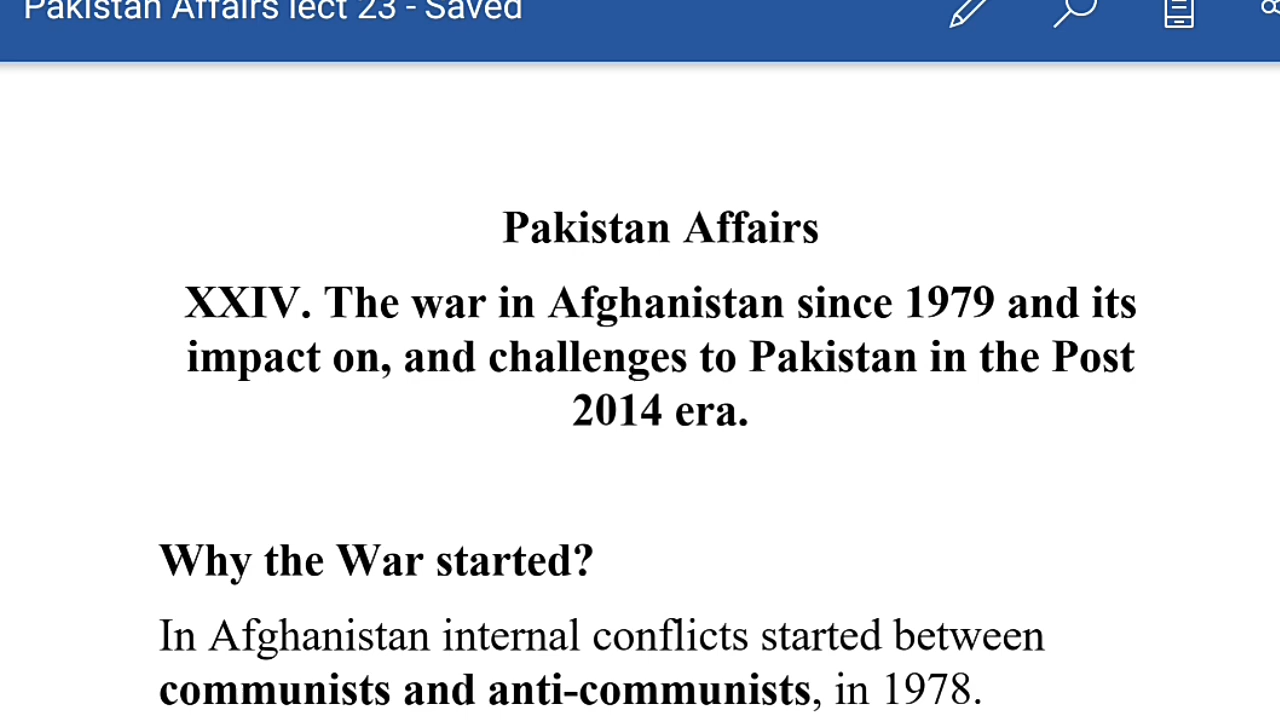 Pakistan Affairs lect 23 - Saved
Pakistan Affairs
XXIV. The war in Afghanistan since 1979 and its
impact on, and challenges to Pakistan in the Post
2014 era.
Why the War started?
In Afghanistan internal conflicts started between
communists and anti-communists, in 1978.